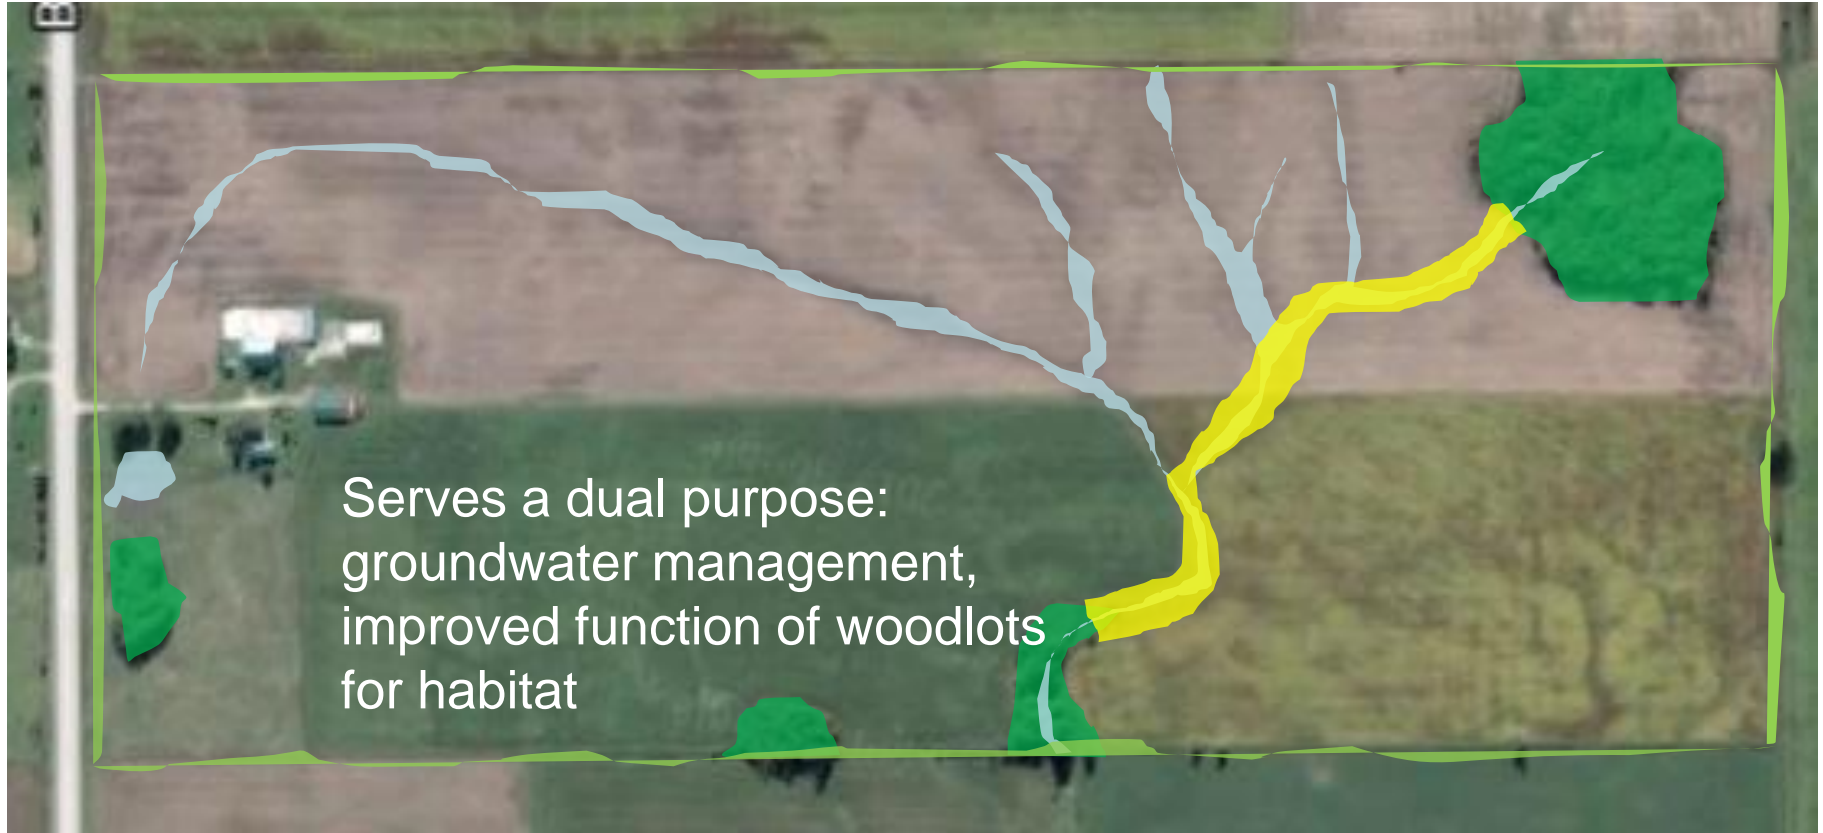 B
Serves a dual purpose:
groundwater management,
improved function of woodlots
for habitat